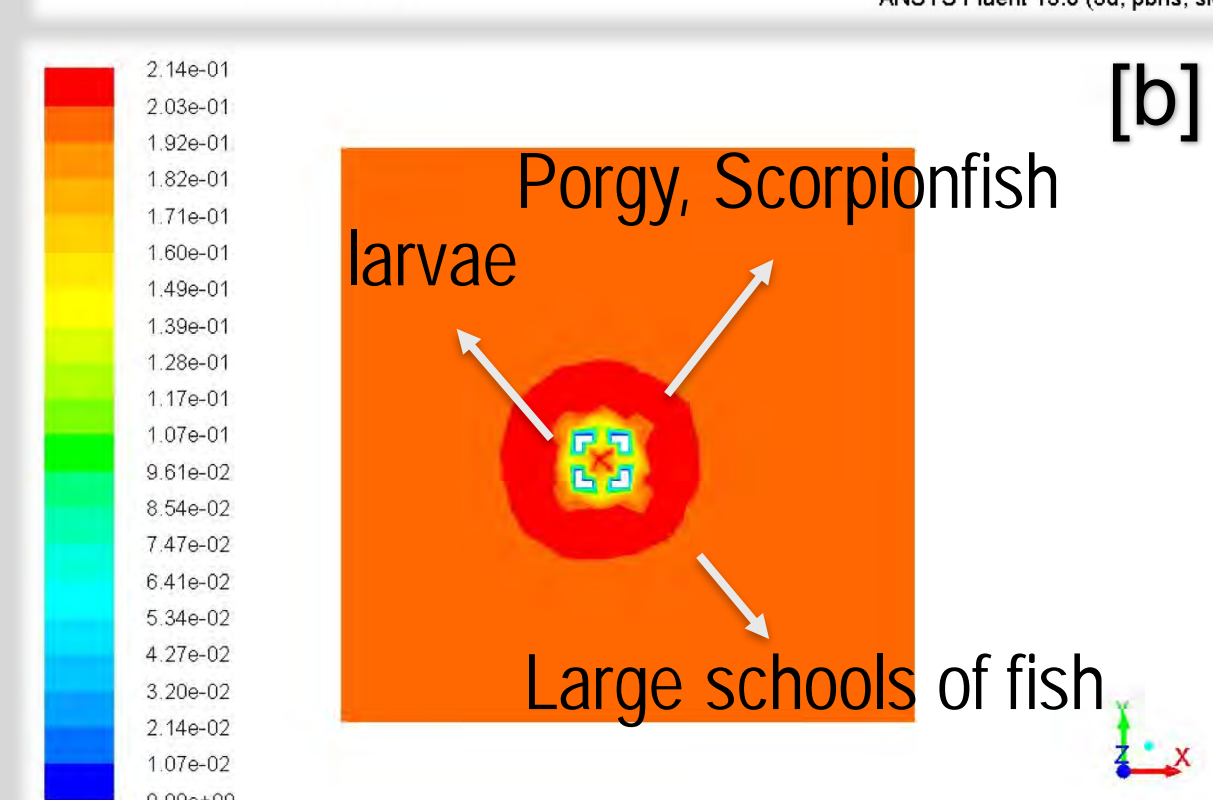 [b]
2.14e-01
2.03e-01
1.92e-01
1.82e-01
1.71e-01
1.60e-01
1.49e-01
1.39e-01
1.28e-01
1.17e-01
1.07e-01
9.61e-02
8.54e-02
7.47e-02
6.41e-02
5.34e-02
4.27e-02
3.20e-02
2.14e-02
1.07e-02
Porgy, Scorpionfish
larvae
Large schools of fish
Y
Z
X